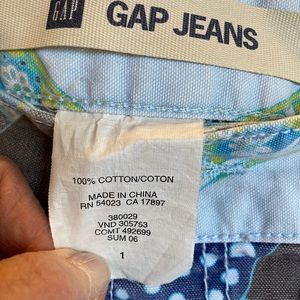 GAP
GAP JEANS
100% COTTON/COTON
MADE IN CHINA
RN 54023 CA 17897
380029
VND 305753
COMT 492699
SUM 06
1